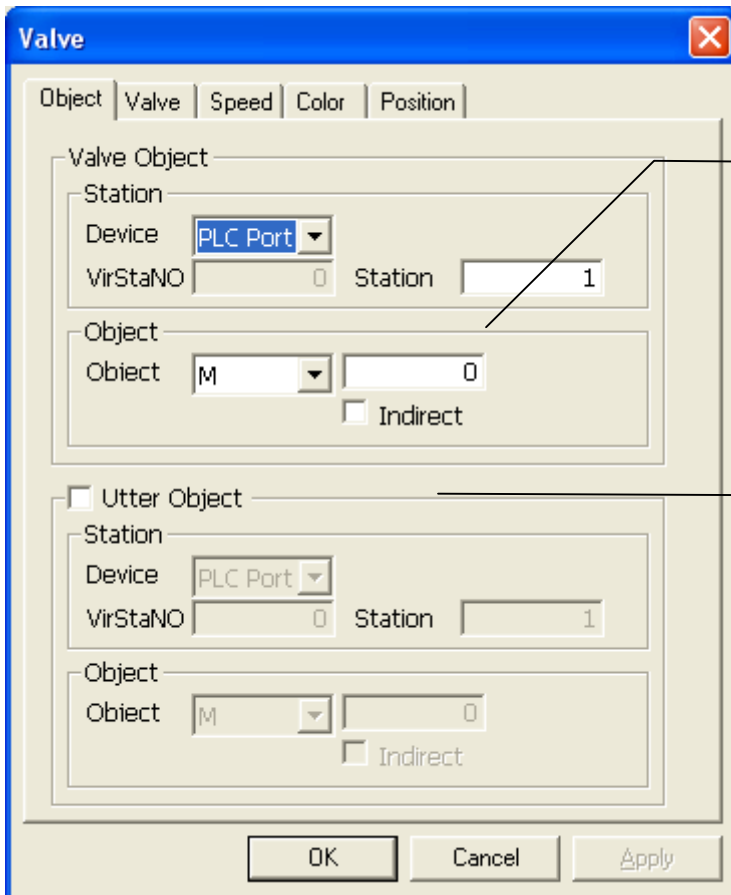 Valve
Object Valve Speed Color Position
Valve Object
Station
Device PLC Port
VirStaNO 0 Station 1
Object
Obiect M 0
Indirect
Utter Object
Station
Device PLC Port
VirStaNO 0 Station 1
Object
Obiect M 0
Indirect
OK Cancel Apply